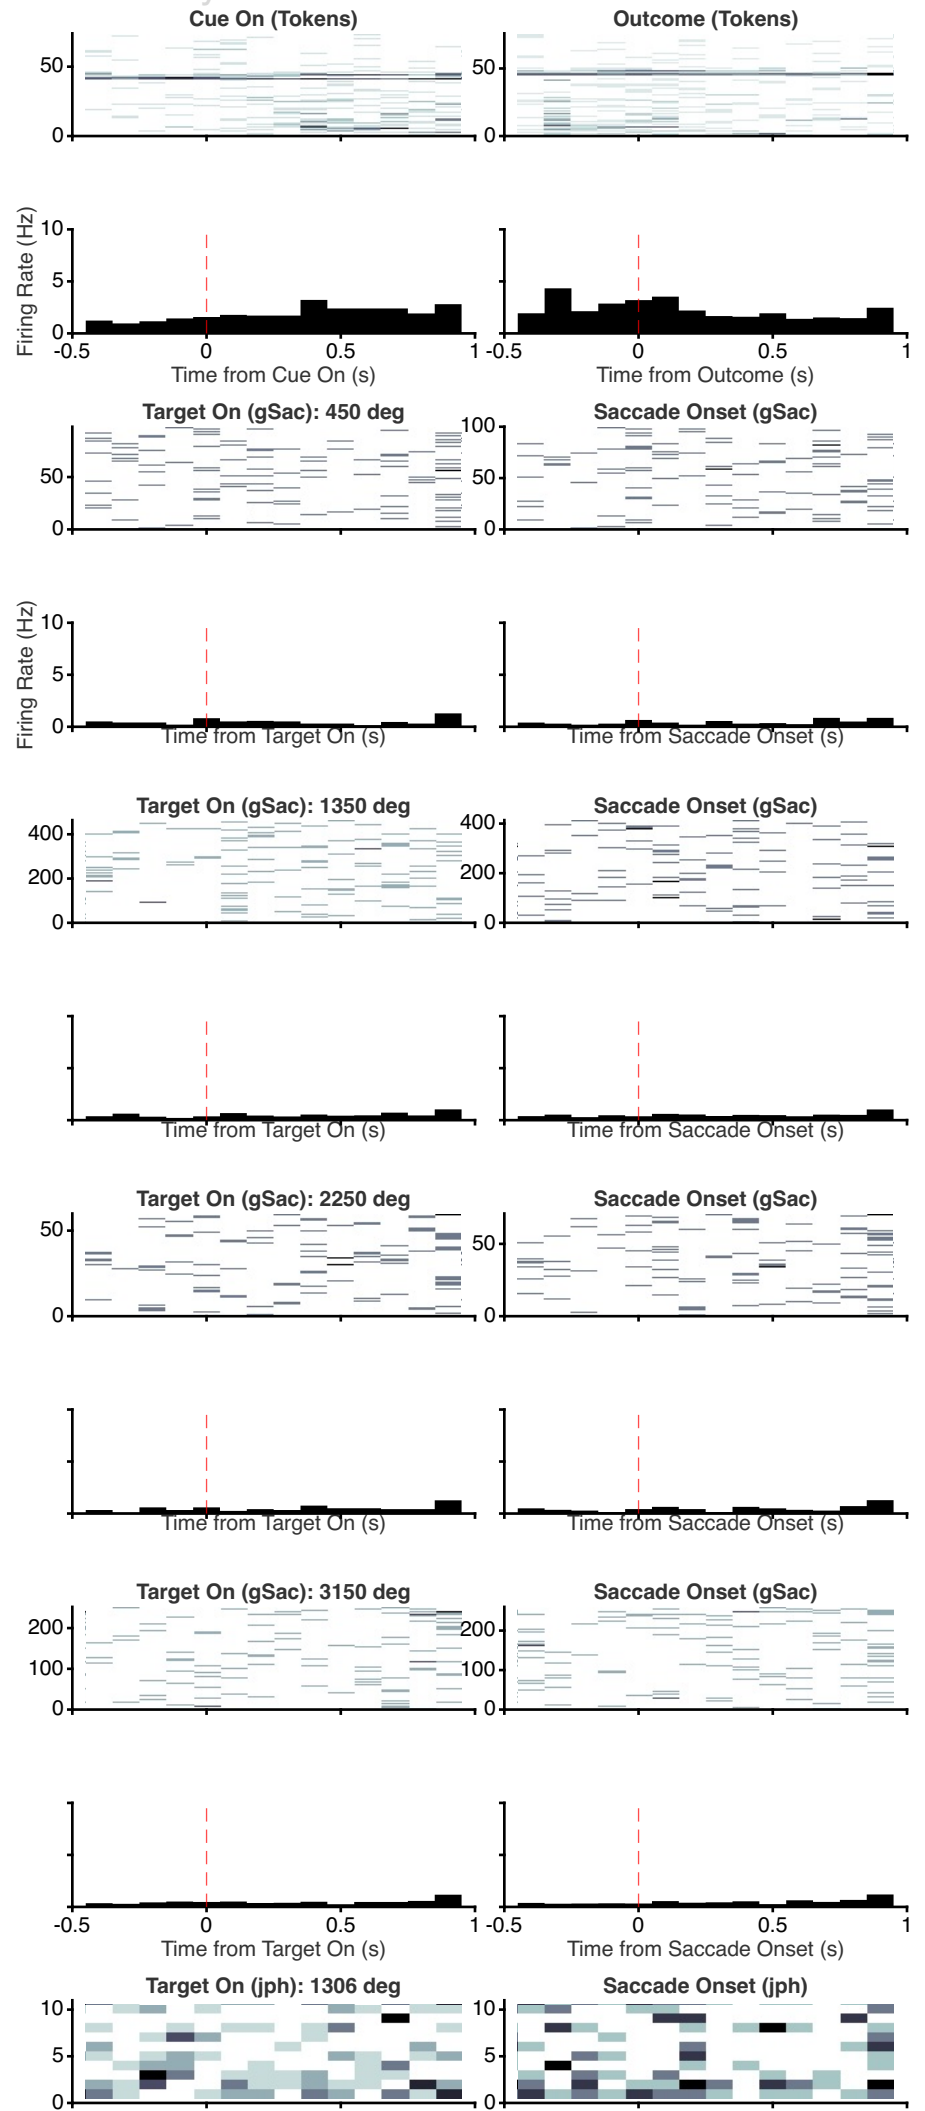 Cue On (Tokens) Outcome (Tokens)
50 50
0 0
10
5
0
Firing Rate (Hz)
-0.5 0 0.5 1 -0.5 0 0.5 1
Time from Cue On (s) Time from Outcome (s)
Target On (gSac): 450 deg Saccade Onset (gSac)
100
50 50
0 0
10
5
0
Firing Rate (Hz)
Time from Target On (s) Time from Saccade Onset (s)
Target On (gSac): 1350 deg Saccade Onset (gSac)
400 400
200 200
0 0
Time from Target On (s) Time from Saccade Onset (s)
Target On (gSac): 2250 deg Saccade Onset (gSac)
50 50
0 0
Time from Target On (s) Time from Saccade Onset (s)
Target On (gSac): 3150 deg Saccade Onset (gSac)
200 200
100 100
0 0
-0.5 0 0.5 1 -0.5 0 0.5 1
Time from Target On (s) Time from Saccade Onset (s)
Target On (jph): 1306 deg Saccade Onset (jph)
10 10
5 5
0 0